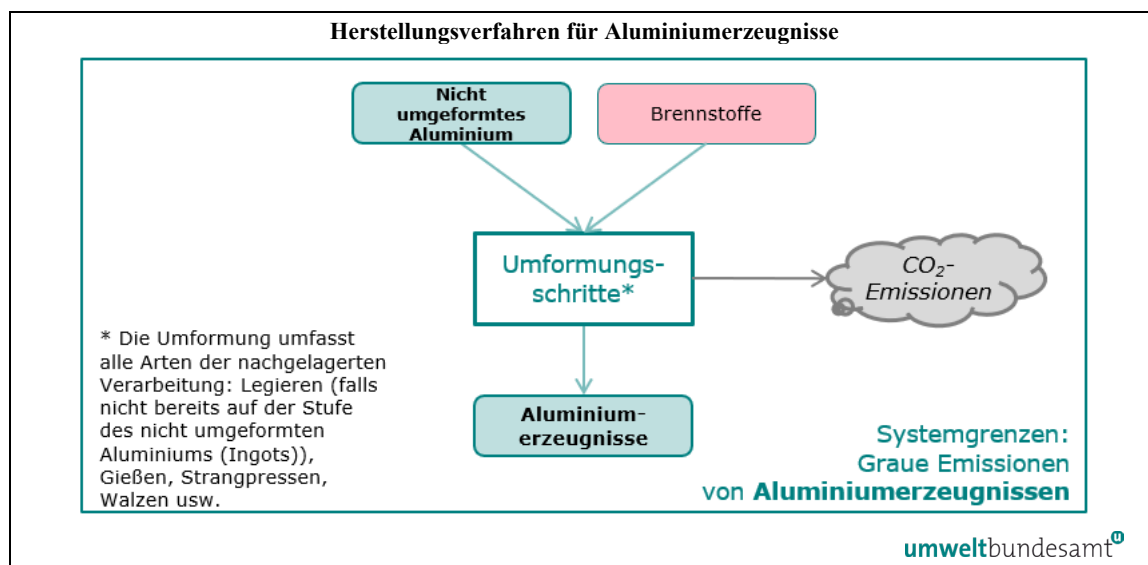 Herstellungsverfahren für Aluminiumerzeugnisse
Nicht
umgeformtes
Aluminium
Brennstoffe
Umformungs-
schritte*
CO₂-
Emissionen
* Die Umformung umfasst
alle Arten der nachgelagerten
Verarbeitung: Legieren (falls
nicht bereits auf der Stufe
des nicht umgeformten
Aluminiums (Ingots)),
Gießen, Strangpressen,
Walzen usw.
Aluminium-
erzeugnisse
Systemgrenzen:
Graue Emissionen
von Aluminiumerzeugnissen
umweltbundesamt
u